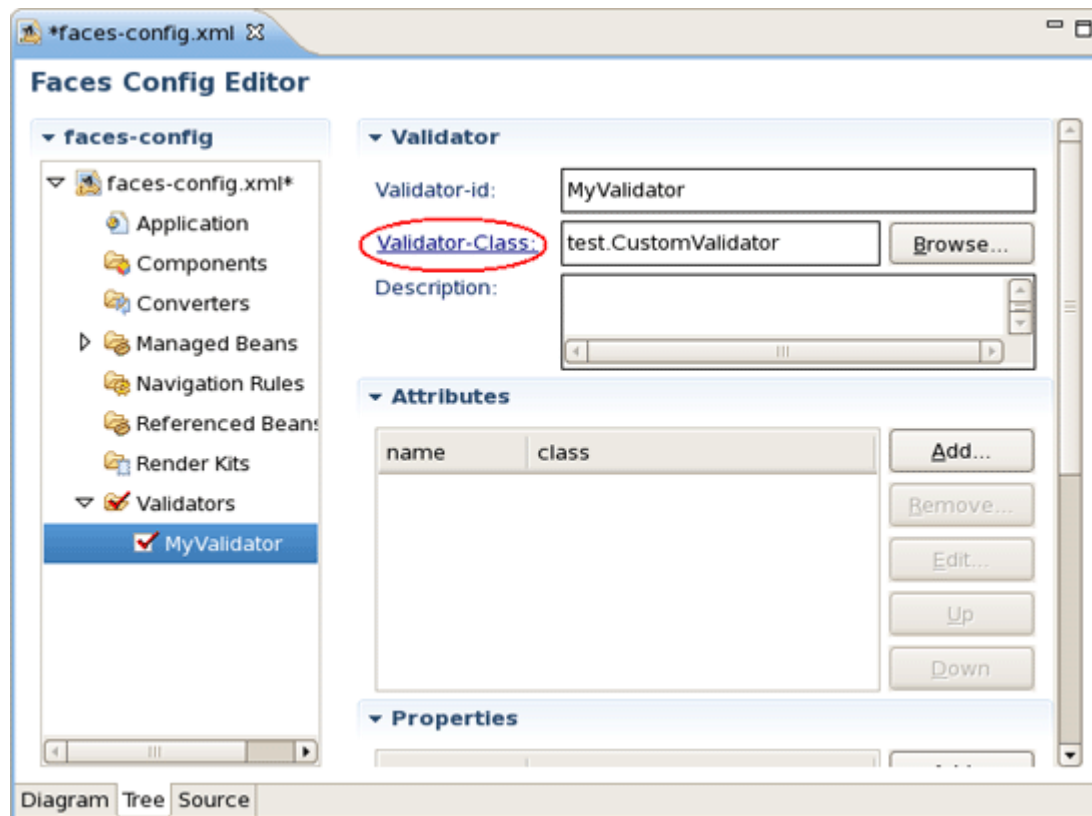 *faces-config.xml
Faces Config Editor
faces-config
faces-config.xml*
Application
Components
Converters
Managed Beans
Navigation Rules
Referenced Beans
Render Kits
Validators
MyValidator
Validator
Validator-id: MyValidator
Validator-Class: test.CustomValidator Browse...
Description:
Attributes
name class
Add...
Remove...
Edit...
Up
Down
Properties
Diagram Tree Source